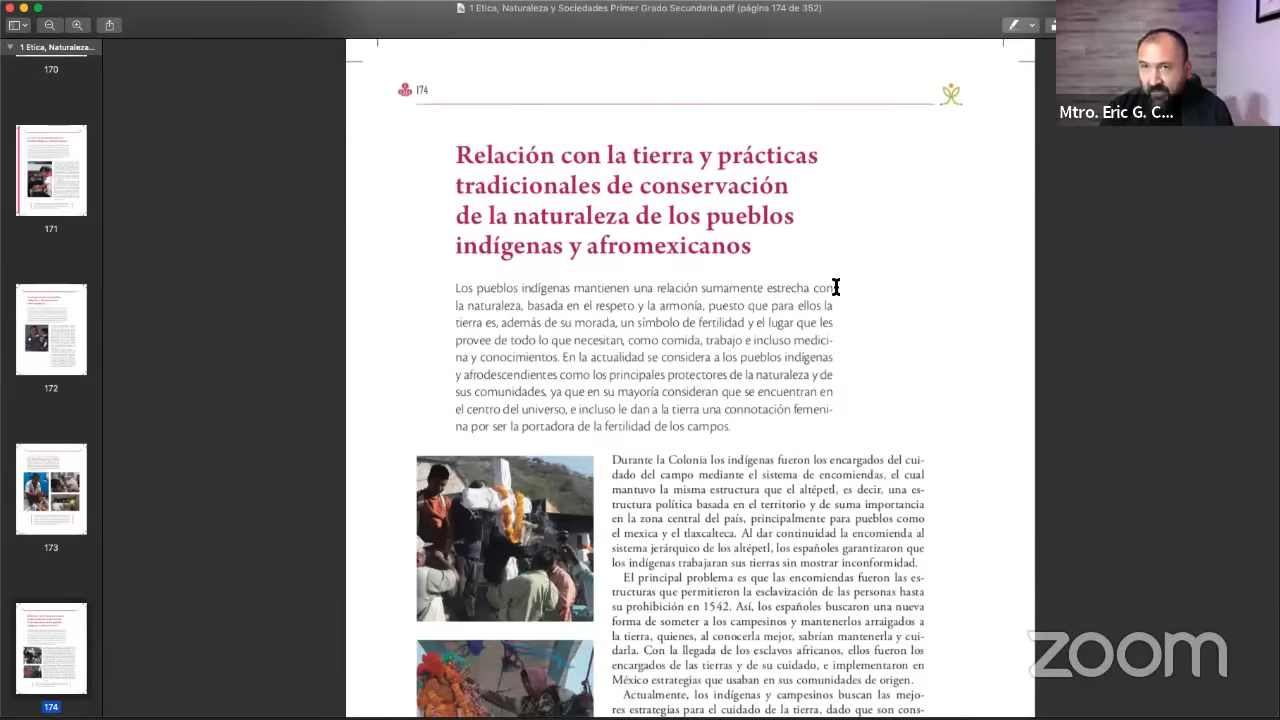 1 Etica, Naturaleza y Sociedades Primer Grado Secundaria.pdf (página 174 de 352)
1 Etica, Naturaleza...
170
171
172
173
174
174
Relación con la tierra y prácticas
tradicionales de conservación
de la naturaleza de los pueblos
indígenas y afromexicanos
Los pueblos indígenas mantienen una relación sumamente estrecha con
la naturaleza, basada en el respeto y la armonía, puesto que para ellos la
tierra es, además de su morada, un símbolo de fertilidad y el lugar que les
provee de todo lo que necesitan, como comida, trabajo e incluso medici-
na y conocimientos. En la actualidad se considera a los pueblos indígenas
y afrodescendientes como los principales protectores de la naturaleza y de
sus comunidades, ya que en su mayoría consideran que se encuentran en
el centro del universo, e incluso le dan a la tierra una connotación femeni-
na por ser la portadora de la fertilidad de los campos.
Durante la Colonia los indígenas fueron los encargados del cui-
dado del campo mediante el sistema de encomiendas, el cual
mantuvo la misma estructura que el altépetl, es decir, una es-
tructura política basada en el territorio y de suma importancia
en la zona central del país, principalmente para pueblos como
el mexica y el tlaxcalteca. Al dar continuidad la encomienda al
sistema jerárquico de los altépetl, los españoles garantizaron que
los indígenas trabajaran sus tierras sin mostrar inconformidad.
El principal problema es que las encomiendas fueron las es-
tructuras que permitieron la esclavización de las personas hasta
su prohibición en 1542. Así, los españoles buscaron una nueva
forma de someter a los campesinos y mantenerlos arraigados a
la tierra, quienes, al conocerla mejor, sabrían mantenerla y cui-
darla. Con la llegada de los esclavos africanos, ellos fueron los
encargados de las tierras y de su cuidado, e implementaron en
México estrategias que usaban en sus comunidades de origen.
Actualmente, los indígenas y campesinos buscan las mejo-
res estrategias para el cuidado de la tierra, dado que son cons-
Mtro. Eric G. C...
zoom